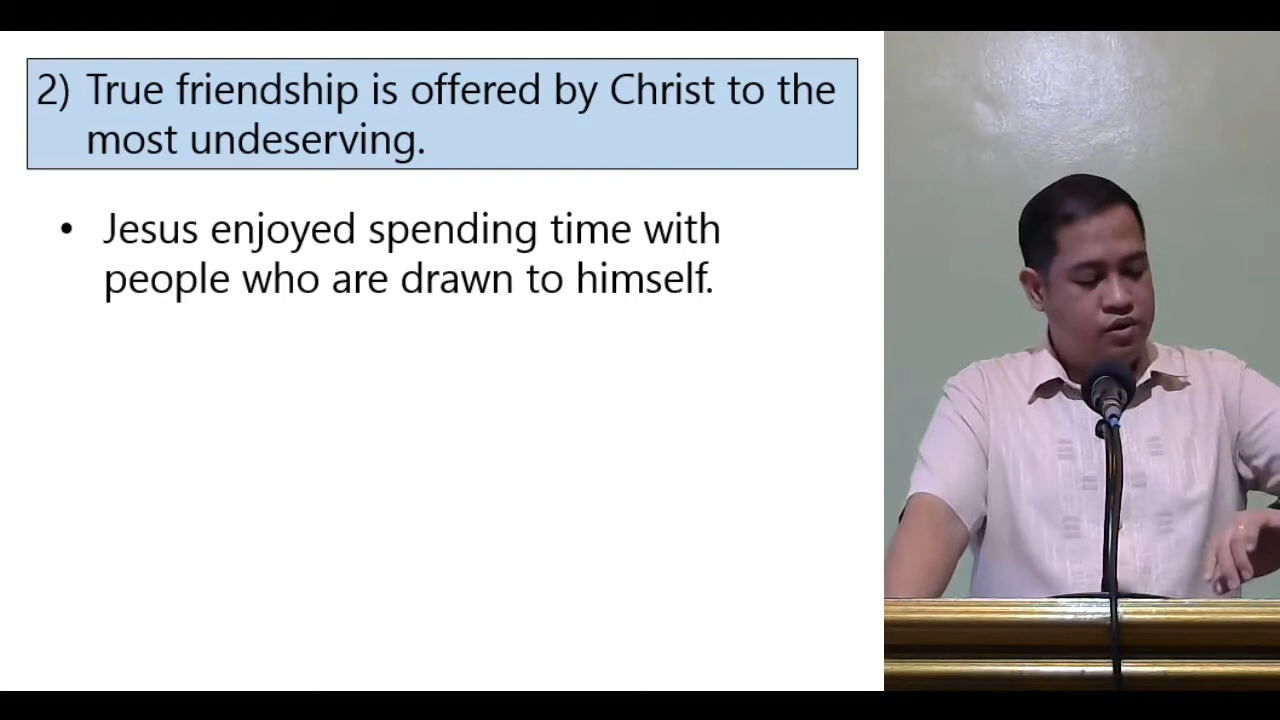 2) True friendship is offered by Christ to the
most undeserving.
• Jesus enjoyed spending time with
people who are drawn to himself.